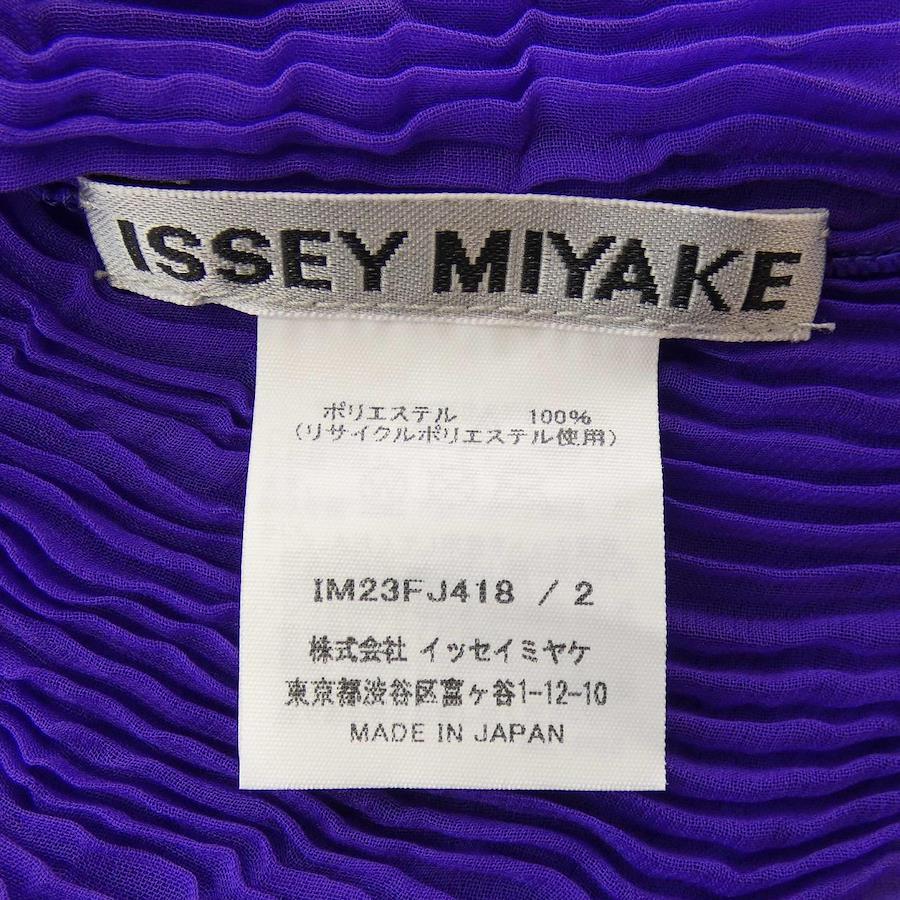 ISSEY MIYAKE
ポリエステル 100%
（リサイクルポリエステル使用）
IM23FJ418 / 2
株式会社 イッセイミヤケ
東京都渋谷区富ヶ谷1-12-10
MADE IN JAPAN